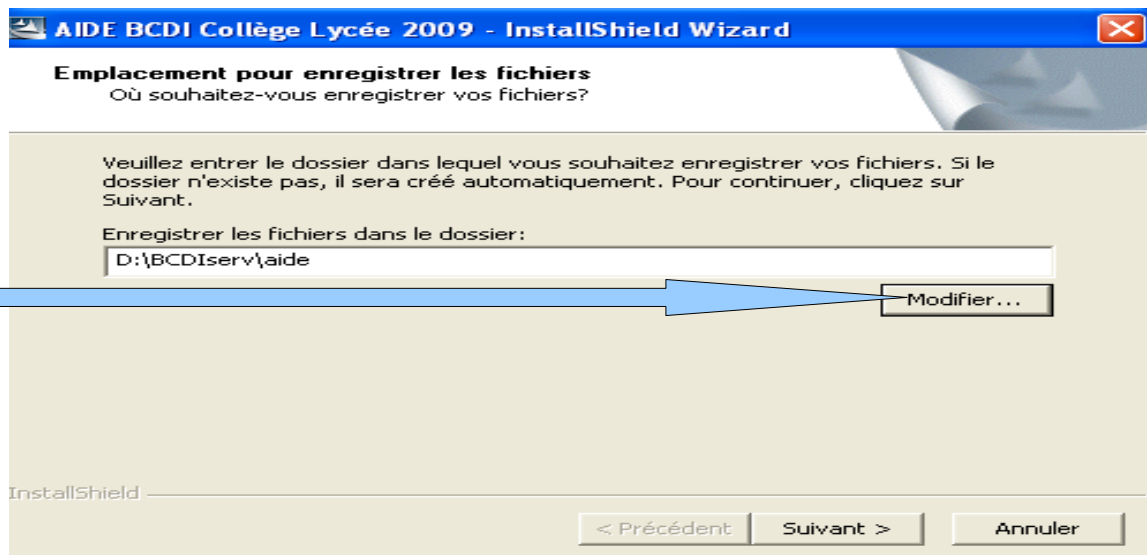 AIDE BCDI Collège Lycée 2009 - InstallShield Wizard
Emplacement pour enregistrer les fichiers
Où souhaitez-vous enregistrer vos fichiers?
Veuillez entrer le dossier dans lequel vous souhaitez enregistrer vos fichiers. Si le
dossier n'existe pas, il sera créé automatiquement. Pour continuer, cliquez sur
Suivant.
Enregistrer les fichiers dans le dossier:
D:\BCDIserv\aide
Modifier...
InstallShield
< Précédent Suivant > Annuler